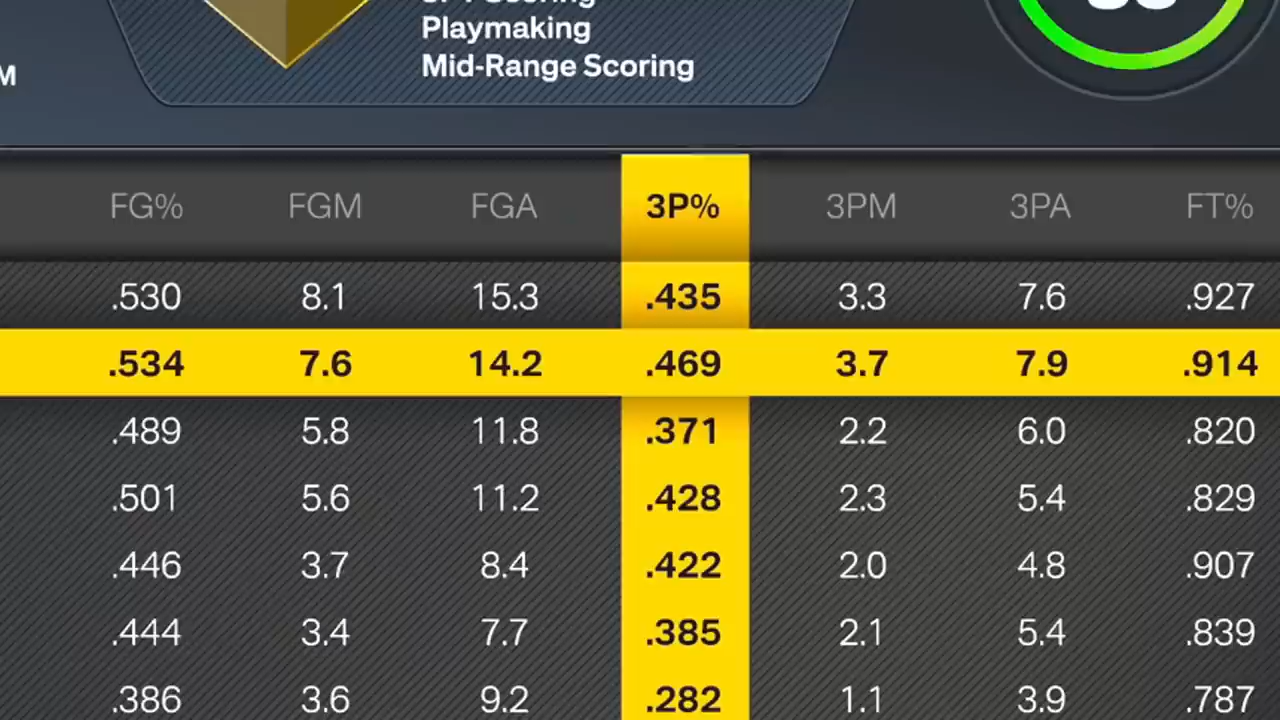 Playmaking
M
Mid-Range Scoring
FG% FGM FGA 3P% 3PM 3PA FT%
.530 8.1 15.3 .435 3.3 7.6 .927
.534 7.6 14.2 .469 3.7 7.9 .914
.489 5.8 11.8 .371 2.2 6.0 .820
.501 5.6 11.2 .428 2.3 5.4 .829
.446 3.7 8.4 .422 2.0 4.8 .907
.444 3.4 7.7 .385 2.1 5.4 .839
.386 3.6 9.2 .282 1.1 3.9 .787